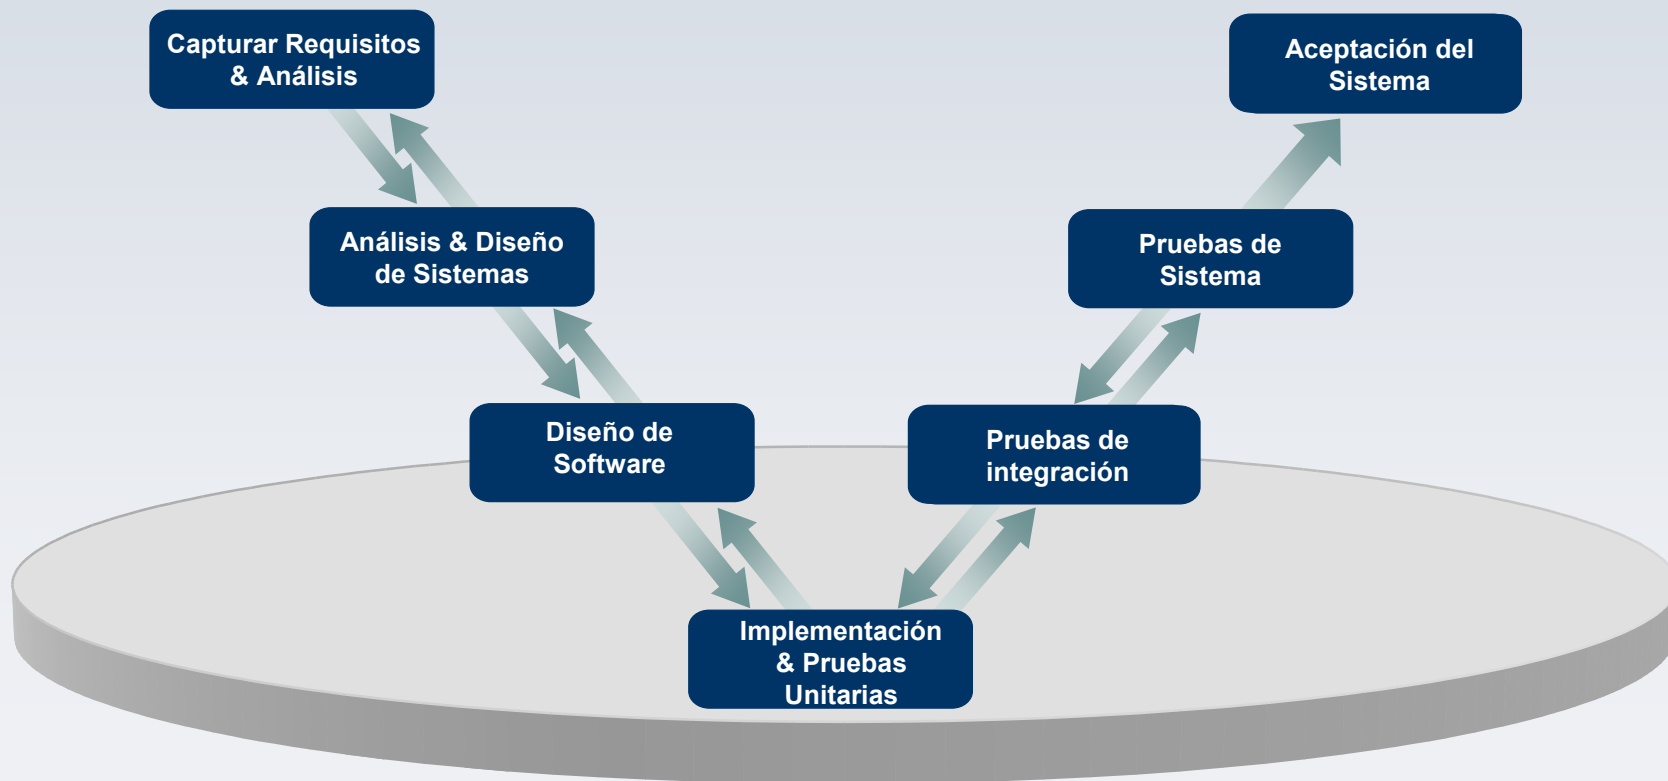 Capturar Requisitos
& Análisis
Aceptación del
Sistema
Análisis & Diseño
de Sistemas
Pruebas de
Sistema
Diseño de
Software
Pruebas de
integración
Implementación
& Pruebas
Unitarias